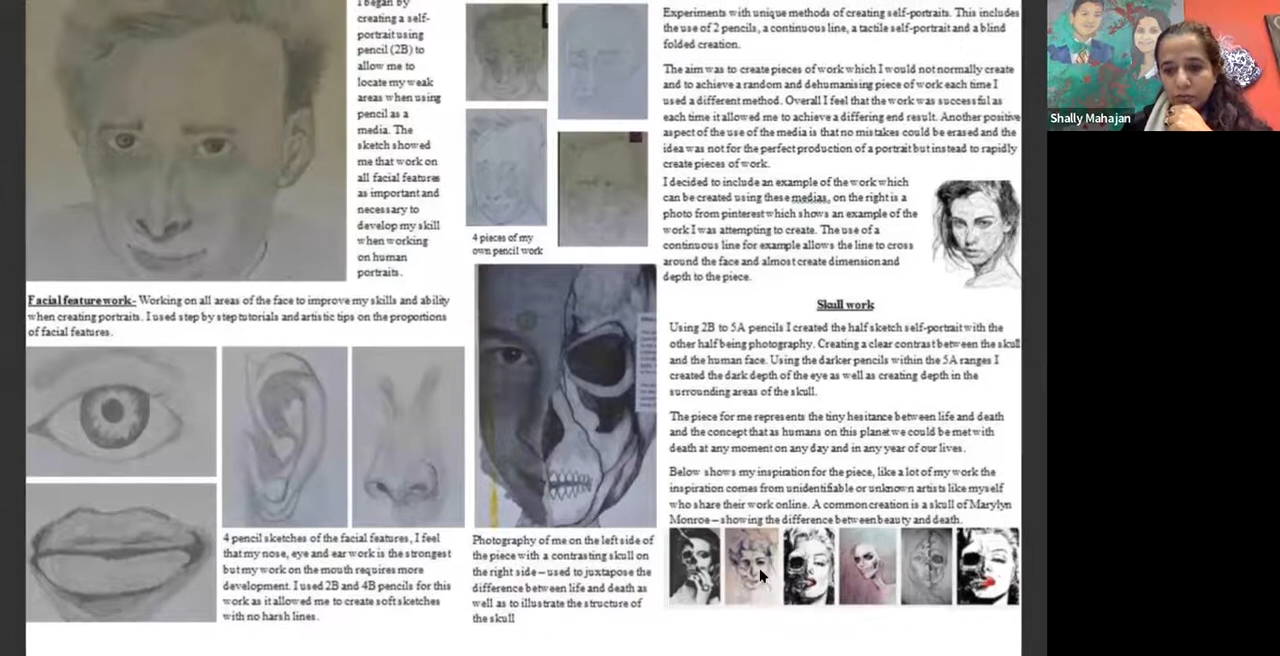 I began by
creating a self-
portrait using
pencil (2B) to
allow me to
locate my weak
areas when using
pencil as a
media. The
sketch showed
me that work on
all facial features
as important and
necessary to
develop my skill
when working
on human
portraits.
Facial feature work- Working on all areas of the face to improve my skills and ability
when creating portraits. I used step by step tutorials and artistic tips on the proportions
of facial features.
4 pencil sketches of the facial features, I feel
that my nose, eye and ear work is the strongest
but my work on the mouth requires more
development. I used 2B and 4B pencils for this
work as it allowed me to create soft sketches
with no harsh lines.
4 pieces of my
own pencil work
Photography of me on the left side of
the piece with a contrasting skull on
the right side – used to juxtapose the
difference between life and death as
well as to illustrate the structure of
the skull
Experiments with unique methods of creating self-portraits. This includes
the use of 2 pencils, a continuous line, a tactile self-portrait and a blind
folded creation.
The aim was to create pieces of work which I would not normally create
and to achieve a random and dehumanising piece of work each time I
used a different method. Overall I feel that the work was successful as
each time it allowed me to achieve a differing end result. Another positive
aspect of the use of the media is that no mistakes could be erased and the
idea was not for the perfect production of a portrait but instead to rapidly
create pieces of work.
I decided to include an example of the work which
can be created using these medias, on the right is a
photo from pinterest which shows an example of the
work I was attempting to create. The use of a
continuous line for example allows the line to cross
around the face and almost create dimension and
depth to the piece.
Skull work
Using 2B to 5A pencils I created the half sketch self-portrait with the
other half being photography. Creating a clear contrast between the skull
and the human face. Using the darker pencils within the 5A ranges I
created the dark depth of the eye as well as creating depth in the
surrounding areas of the skull.
The piece for me represents the tiny hesitance between life and death
and the concept that as humans on this planet we could be met with
death at any moment on any day and in any year of our lives.
Below shows my inspiration for the piece, like a lot of my work the
inspiration comes from unidentifiable or unknown artists like myself
who share their work online. A common creation is a skull of Marylyn
Monroe – showing the difference between beauty and death.
Shally Mahajan